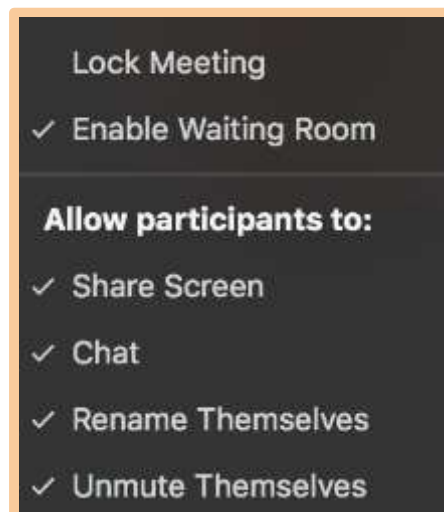 Lock Meeting
✓ Enable Waiting Room
Allow participants to:
✓ Share Screen
✓ Chat
✓ Rename Themselves
✓ Unmute Themselves